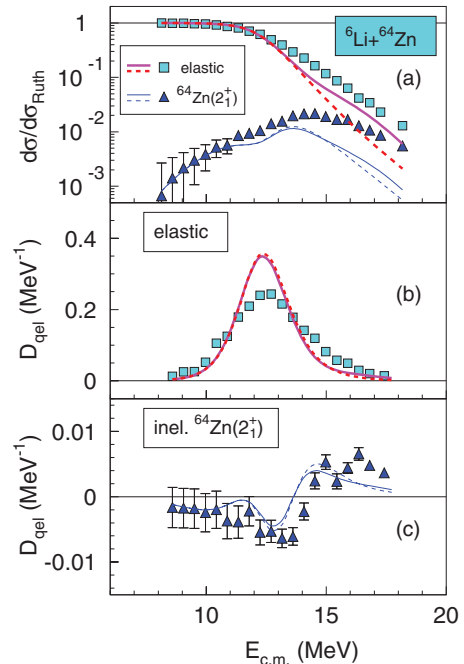 1
10⁻¹
10⁻²
10⁻³
dσ/dσ_Ruth
⁶Li+⁶⁴Zn
(a)
elastic
⁶⁴Zn(2₁⁺)
0.4
0.2
0
D_qel (MeV⁻¹)
elastic
(b)
0.01
0
-0.01
D_qel (MeV⁻¹)
inel. ⁶⁴Zn(2₁⁺)
(c)
10 15 20
E_c.m. (MeV)